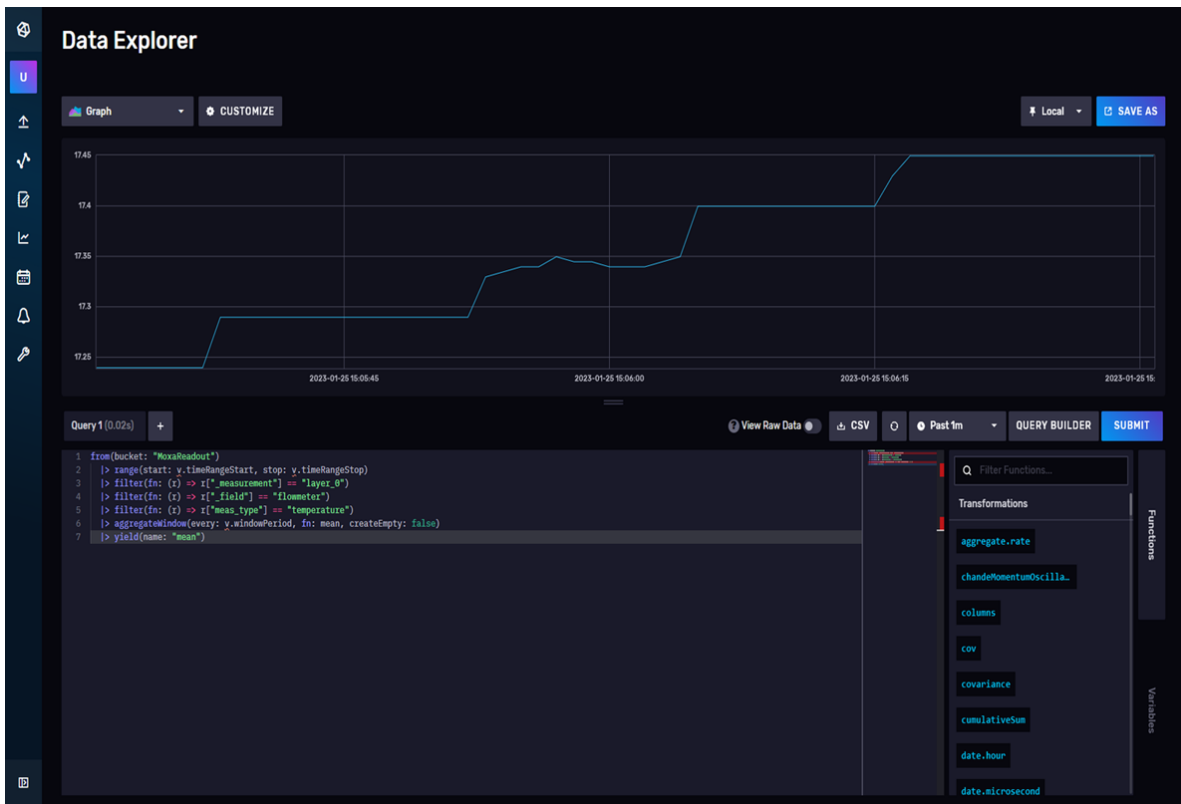 Data Explorer
U
Graph
CUSTOMIZE
Local
SAVE AS
17.45
17.4
17.35
17.3
17.25
2023-01-25 15:05:45
2023-01-25 15:06:00
2023-01-25 15:06:15
2023-01-25 15:
Query 1 (0.02s)
+
? View Raw Data
CSV
Past 1m
QUERY BUILDER
SUBMIT
1 from(bucket: "MoxaReadout")
2 |> range(start: v.timeRangeStart, stop: v.timeRangeStop)
3 |> filter(fn: (r) => r["_measurement"] == "layer_0")
4 |> filter(fn: (r) => r["_field"] == "flowmeter")
5 |> filter(fn: (r) => r["meas_type"] == "temperature")
6 |> aggregateWindow(every: v.windowPeriod, fn: mean, createEmpty: false)
7 |> yield(name: "mean")
Filter Functions...
Transformations
aggregate.rate
chandeMomentumOscilla…
columns
cov
covariance
cumulativeSum
date.hour
date.microsecond
Functions
Variables